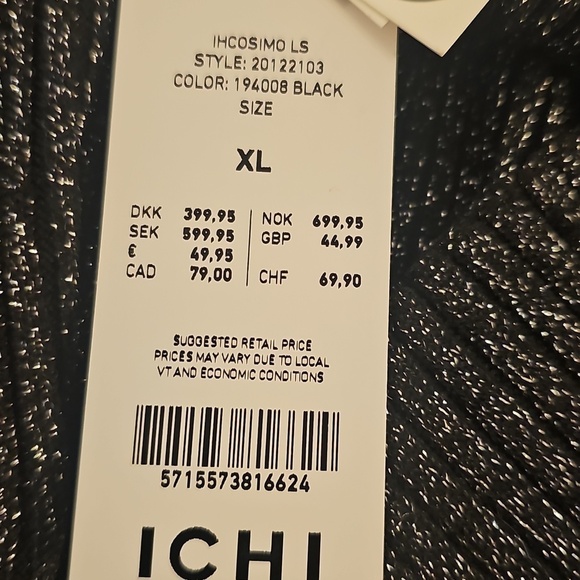 IHCOSIMO LS
STYLE: 20122103
COLOR: 194008 BLACK
SIZE
XL
DKK 399,95 NOK 699,95
SEK 599,95 GBP 44,99
€ 49,95
CAD 79,00 CHF 69,90
SUGGESTED RETAIL PRICE
PRICES MAY VARY DUE TO LOCAL
VT AND ECONOMIC CONDITIONS
5715573816624
ICHI